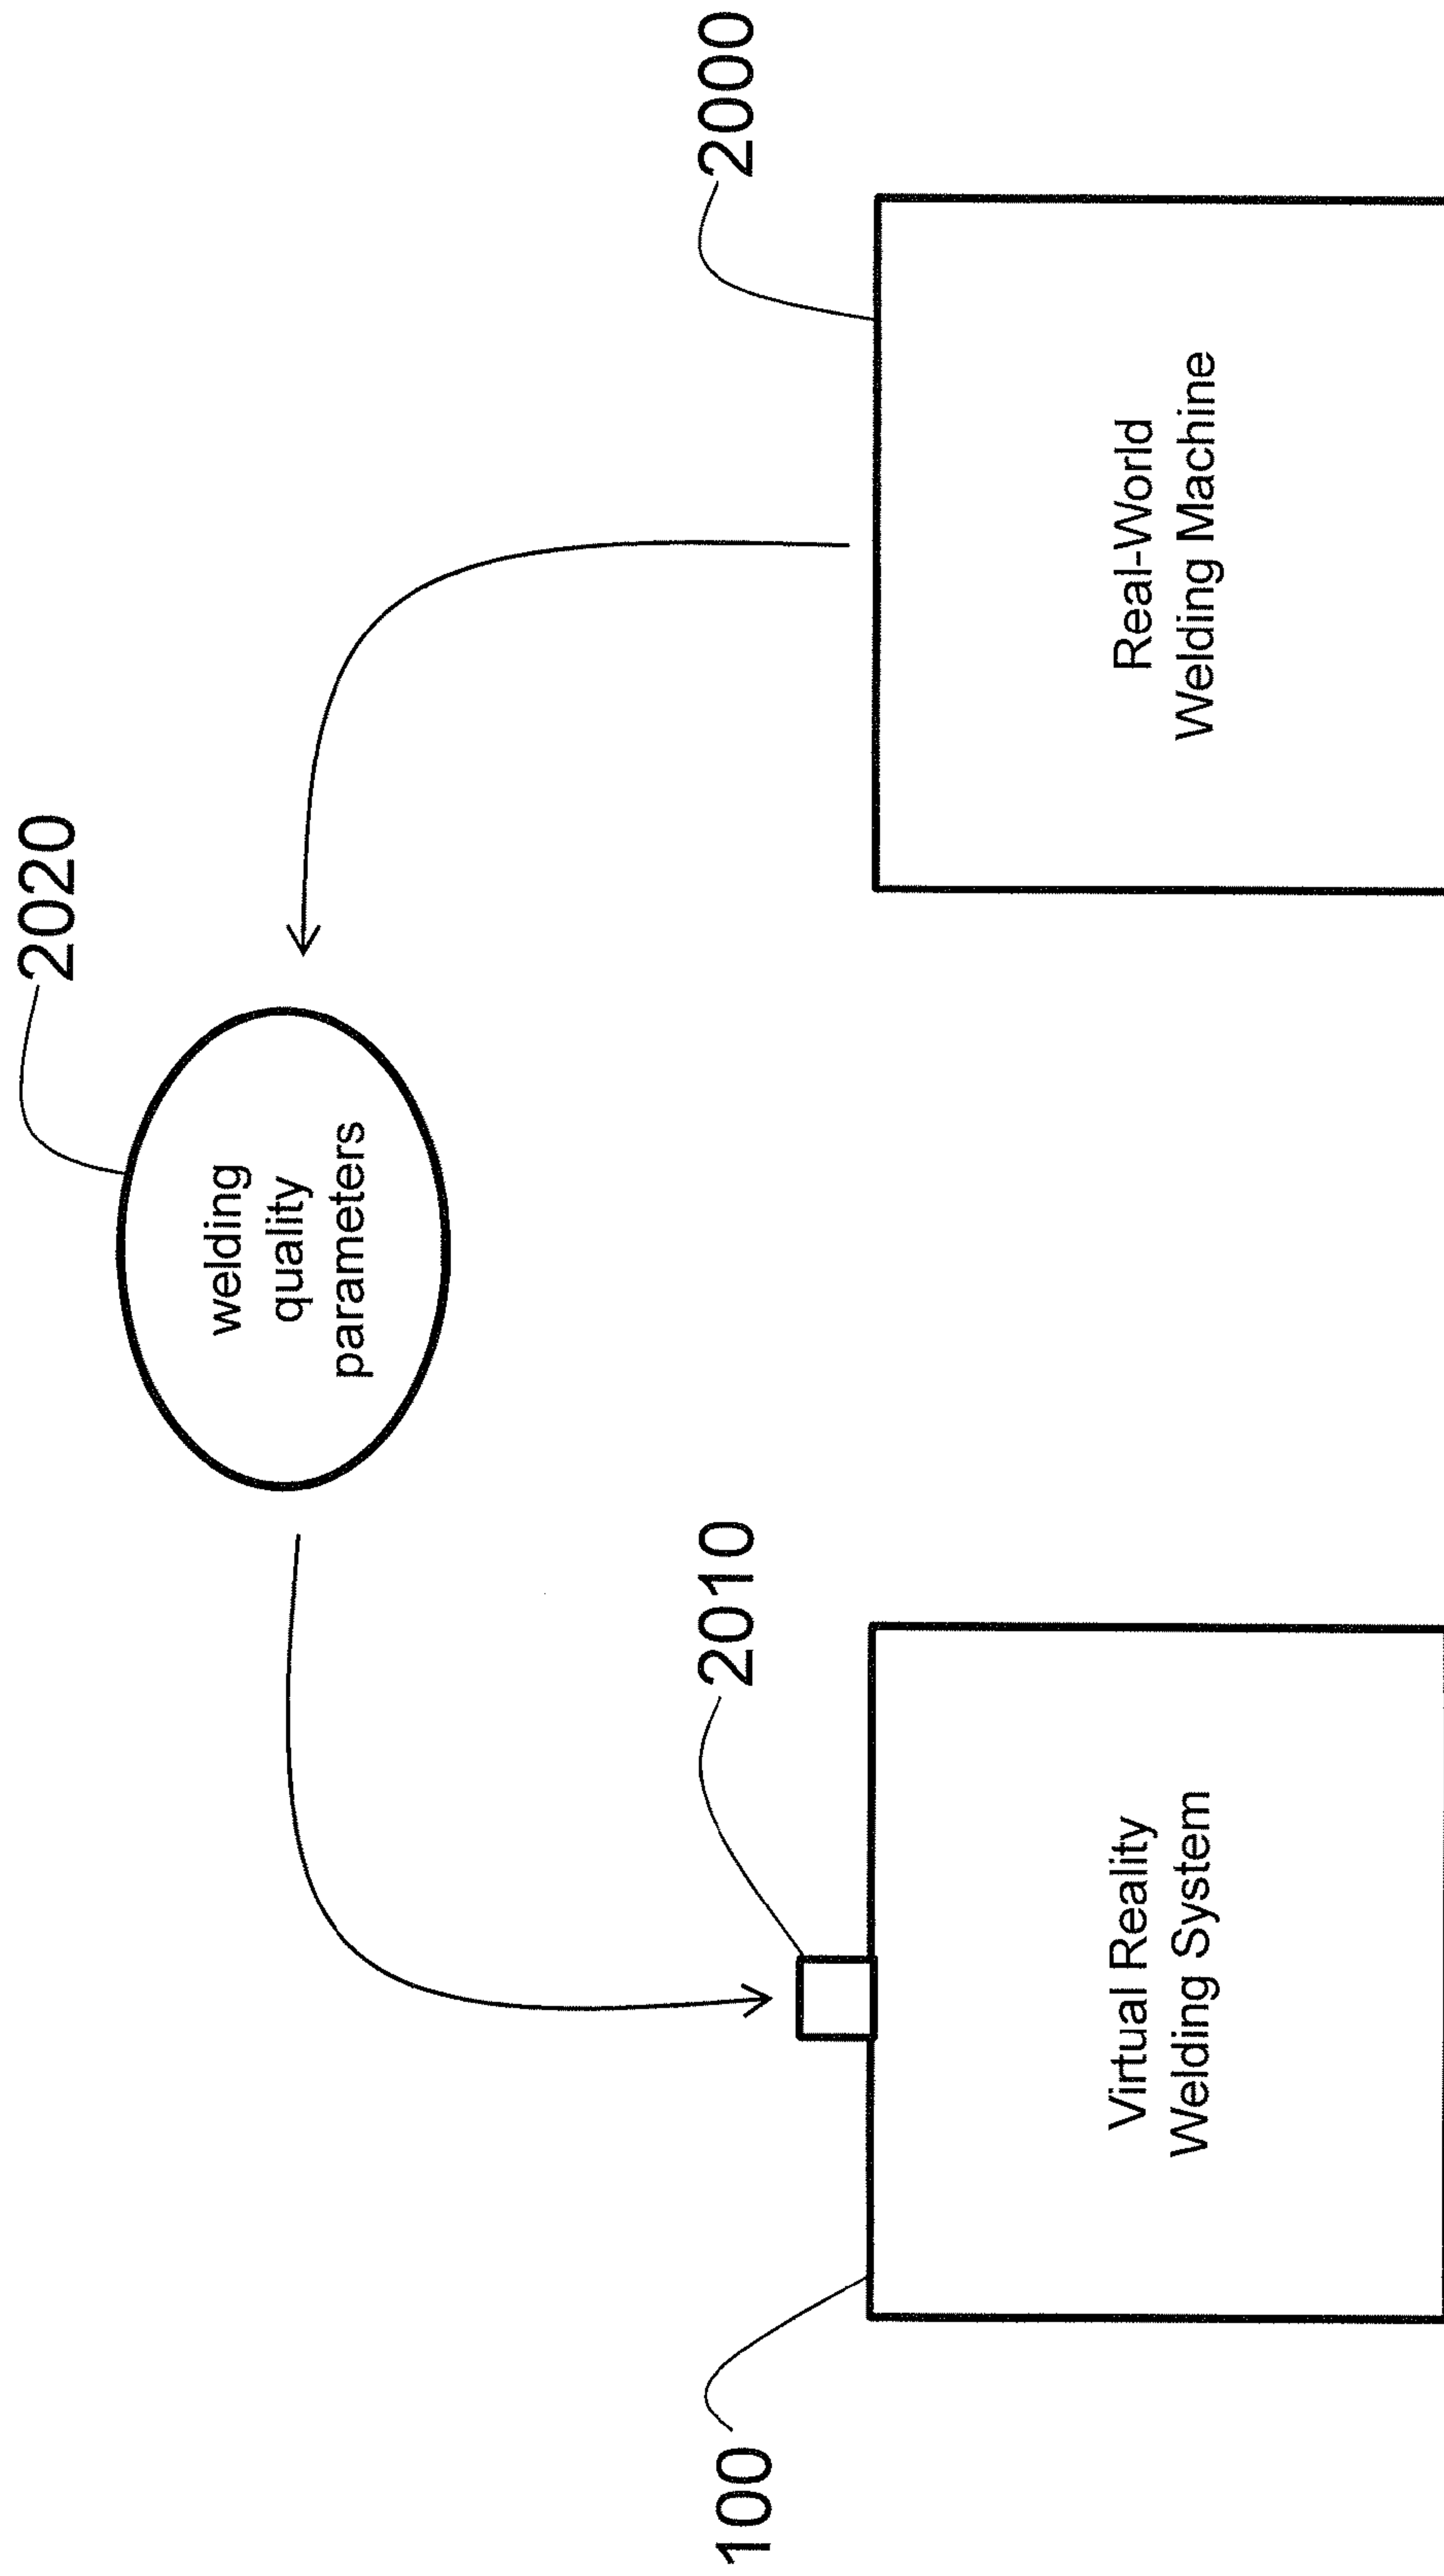 2020
welding
quality
parameters
100
2010
2000
Virtual Reality
Welding System
Real-World
Welding Machine